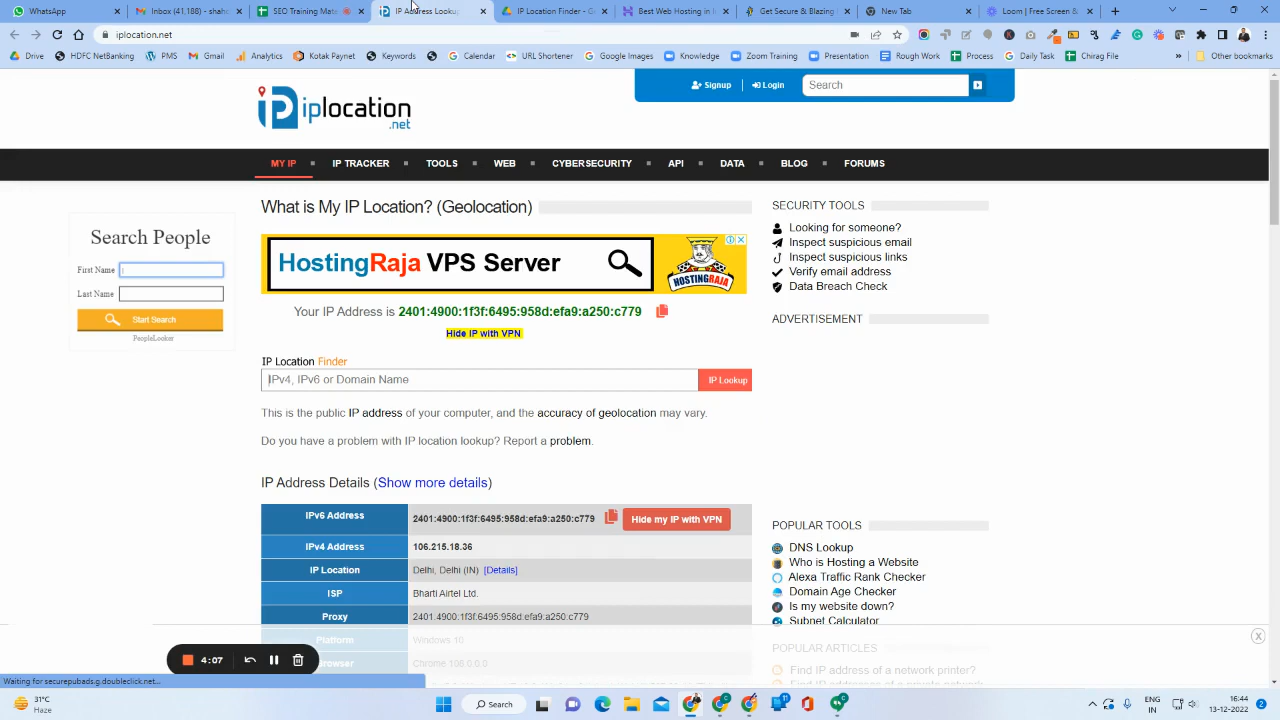 WhatsApp
Inbox (41,188) - shahr
SEO Training Modules
IP Address Lookup
IP Location Finder - G
Best Web Hosting in I
Get Secure & Blazing
New Tab
Loom | Free Screen &
iplocation.net
Drive
HDFC NetBanking
PMS
Gmail
Analytics
Kotak Paynet
Keywords
Calendar
URL Shortener
Google Images
Knowledge
Zoom Training
Question
Rough Work
Process
Daily Task
Chirag File
Other bookmarks
iplocation
.net
Signup
Login
Search
MY IP
IP TRACKER
TOOLS
WEB
CYBERSECURITY
API
DATA
BLOG
FORUMS
Search People
First Name
Last Name
Start Search
PeopleLooker
What is My IP Location? (Geolocation)
HostingRaja VPS Server
HOSTINGRAJA
Your IP Address is 2401:4900:1f3f:6495:958d:efa9:a250:c779
Hide IP with VPN
IP Location Finder
IPv4, IPv6 or Domain Name
IP Lookup
This is the public IP address of your computer, and the accuracy of geolocation may vary.
Do you have a problem with IP location lookup? Report a problem.
IP Address Details (Show more details)
IPv6 Address 2401:4900:1f3f:6495:958d:efa9:a250:c779 Hide my IP with VPN
IPv4 Address 106.215.18.36
IP Location Delhi, Delhi (IN) [Details]
ISP Bharti Airtel Ltd.
Proxy 2401:4900:1f3f:6495:958d:efa9:a250:c779
Platform Windows 10
Browser Chrome 108.0.0.0
SECURITY TOOLS
Looking for someone?
Inspect suspicious email
Inspect suspicious links
Verify email address
Data Breach Check
ADVERTISEMENT
POPULAR TOOLS
DNS Lookup
Who is Hosting a Website
Alexa Traffic Rank Checker
Domain Age Checker
Is my website down?
Subnet Calculator
POPULAR ARTICLES
Find IP address of a network printer?
Find IP address of a private network
4:07
Waiting for securepubads.g.doubleclick.net...
31°C
Haze
Search
ENG
IN
16:44
13-12-2022